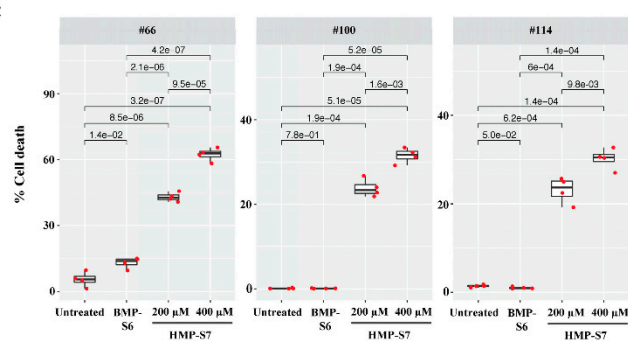 #66
#100
#114
% Cell death
90
60
30
0
4.2e-07
2.1e-06
9.5e-05
3.2e-07
8.5e-06
1.4e-02
Untreated
BMP-
S6
200 µM
400 µM
HMP-S7
40
20
0
5.2e-05
1.9e-04
1.6e-03
5.1e-05
1.9e-04
7.8e-01
Untreated
BMP-
S6
200 µM
400 µM
HMP-S7
40
20
0
1.4e-04
6e-04
9.8e-03
1.4e-04
6.2e-04
5.0e-02
Untreated
BMP-
S6
200 µM
400 µM
HMP-S7